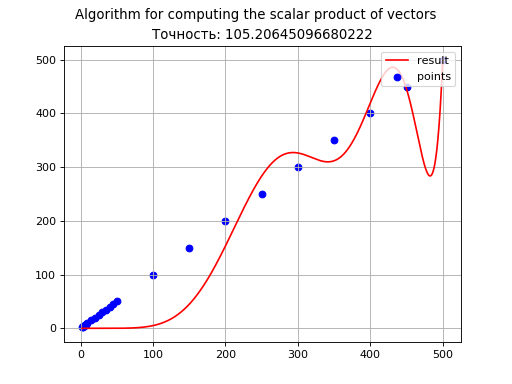 Algorithm for computing the scalar product of vectors
Точность: 105.20645096680222
result
points
500
400
300
200
100
0
0 100 200 300 400 500